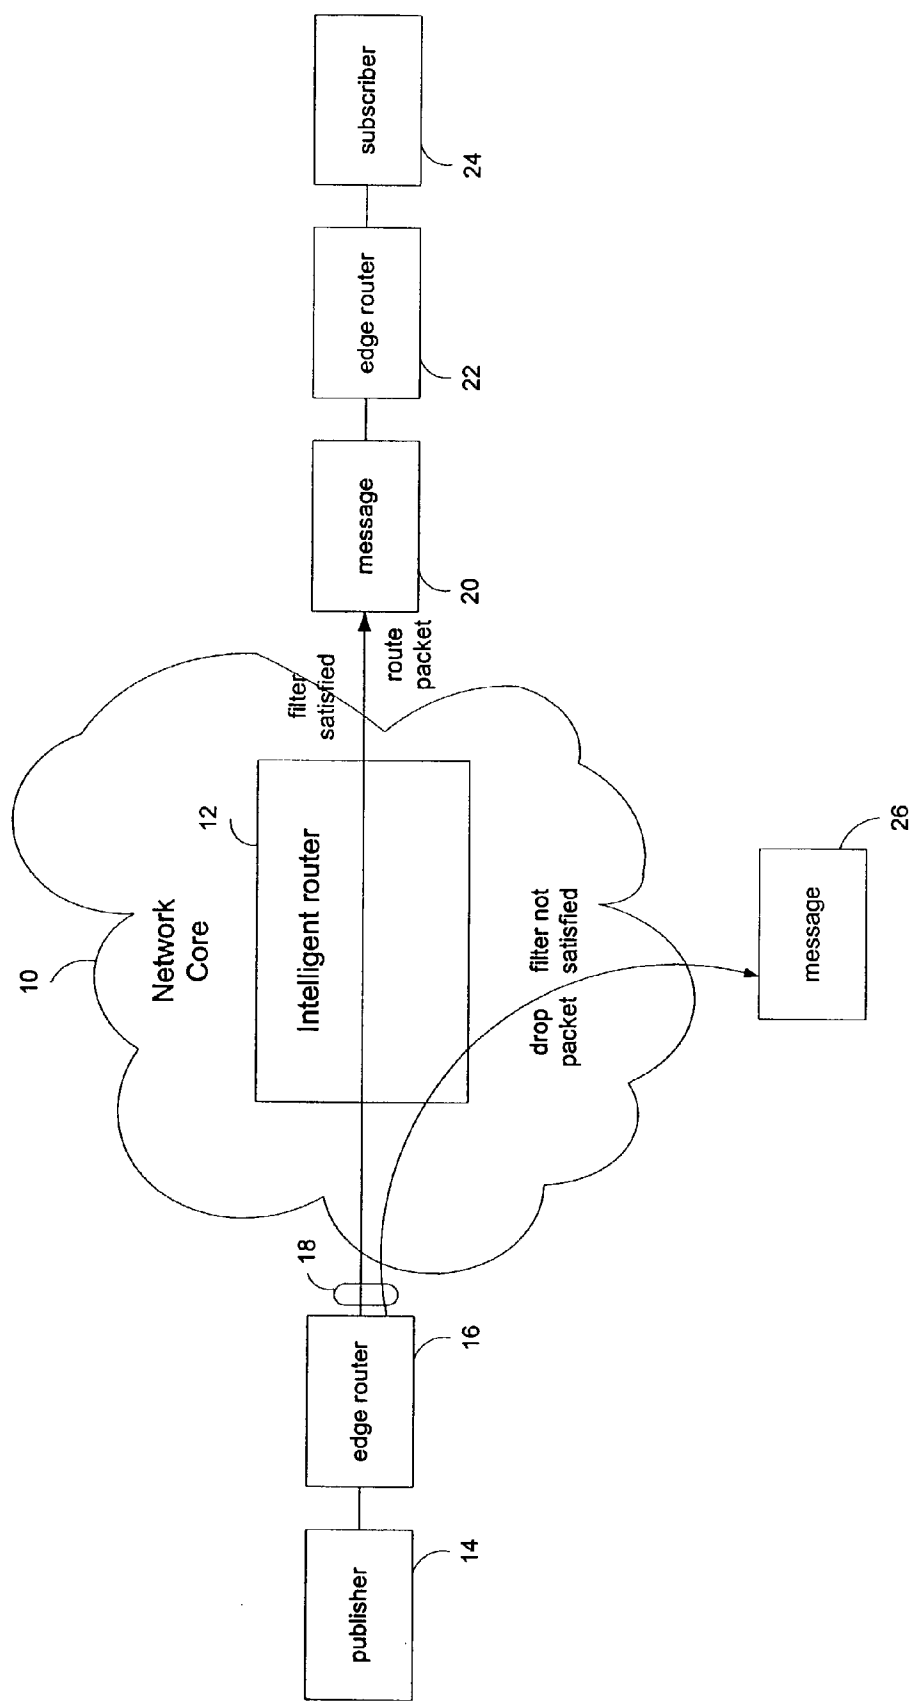 10
Network
Core
12
Intelligent router
filter
satisfied
route
packet
18
publisher
14
edge router
16
message
20
edge router
22
subscriber
24
drop
packet
filter not
satisfied
message
26